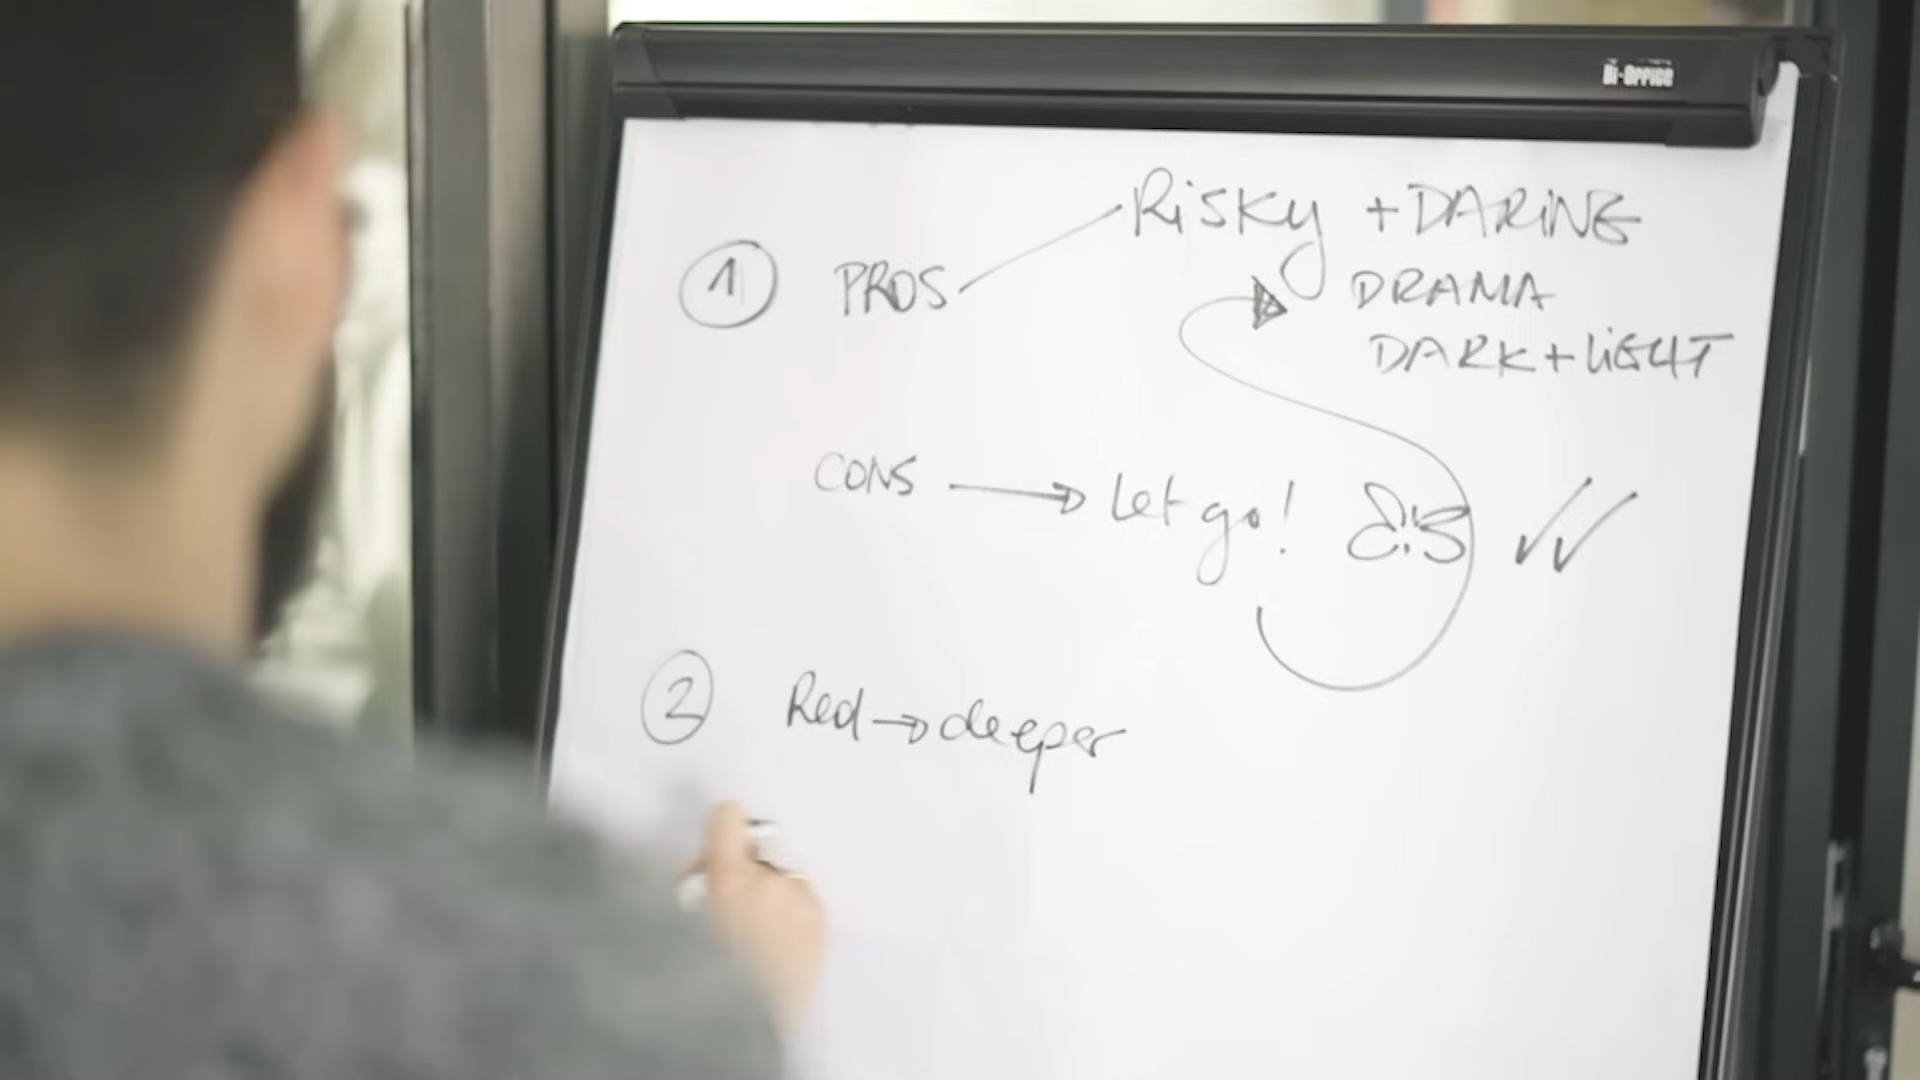 Bi-Office
1 PROS Risky + DARING
DRAMA
DARK + LIGHT
CONS Let go!
2 Red → deeper